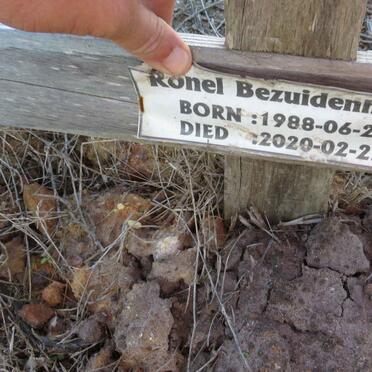 Ronel Bezuidenh
BORN :1988-06-2
DIED :2020-02-2